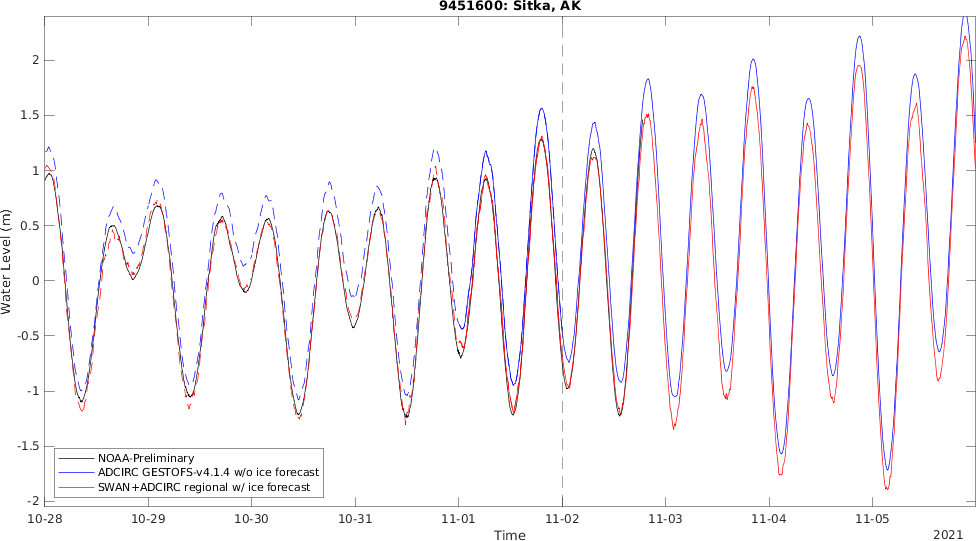 9451600: Sitka, AK
Water Level (m)
2
1.5
1
0.5
0
-0.5
-1
-1.5
-2
NOAA-Preliminary
ADCIRC GESTOFS-v4.1.4 w/o ice forecast
SWAN+ADCIRC regional w/ ice forecast
10-28 10-29 10-30 10-31 11-01 11-02 11-03 11-04 11-05
Time
2021